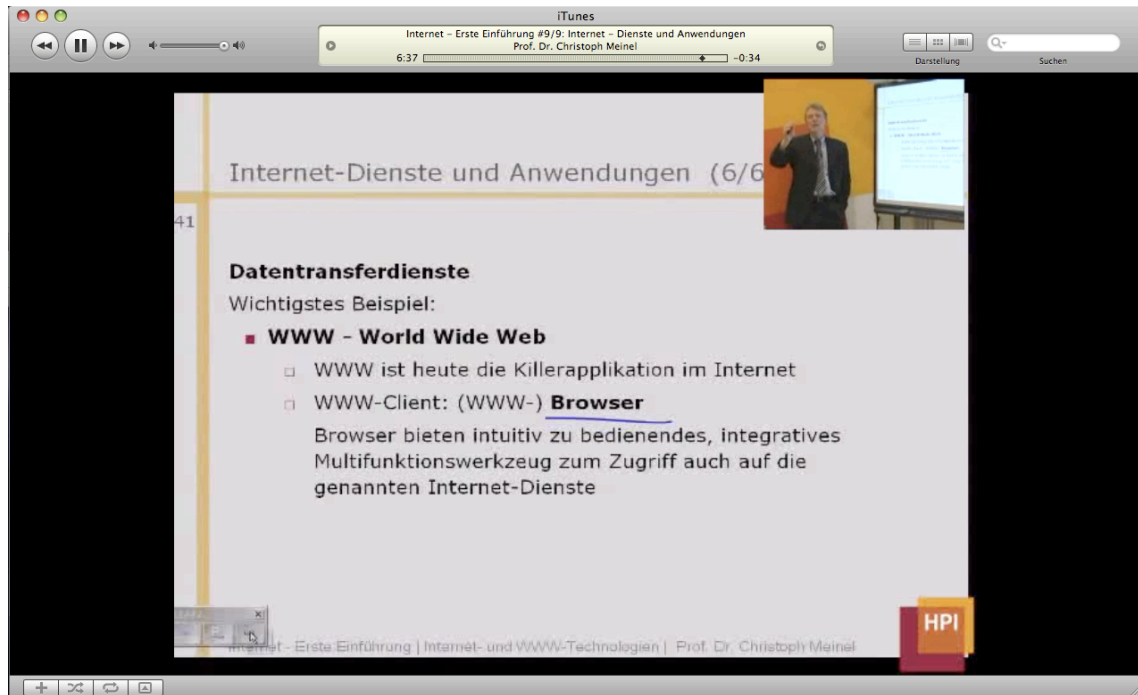 iTunes
Internet – Erste Einführung #9/9: Internet – Dienste und Anwendungen
Prof. Dr. Christoph Meinel
6:37
-0:34
Darstellung
Suchen
Internet-Dienste und Anwendungen (6/6
41
Datentransferdienste
Wichtigstes Beispiel:
WWW - World Wide Web
WWW ist heute die Killerapplikation im Internet
WWW-Client: (WWW-) Browser
Browser bieten intuitiv zu bedienendes, integratives
Multifunktionswerkzeug zum Zugriff auch auf die
genannten Internet-Dienste
HPI
- Erste Einführung | Internet- und WWW-Technologien | Prof. Dr. Christoph Meinel